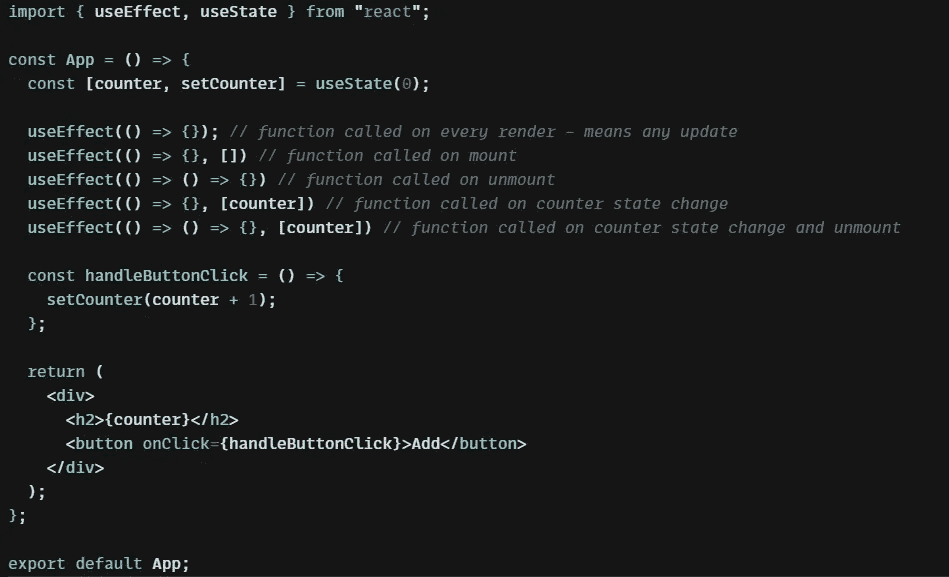 import { useEffect, useState } from "react";
const App = () => {
const [counter, setCounter] = useState(0);
useEffect(() => {}); // function called on every render - means any update
useEffect(() => {}, []) // function called on mount
useEffect(() => () => {}) // function called on unmount
useEffect(() => {}, [counter]) // function called on counter state change
useEffect(() => () => {}, [counter]) // function called on counter state change and unmount
const handleButtonClick = () => {
setCounter(counter + 1);
};
return (
<div>
<h2>{counter}</h2>
<button onClick={handleButtonClick}>Add</button>
</div>
);
};
export default App;